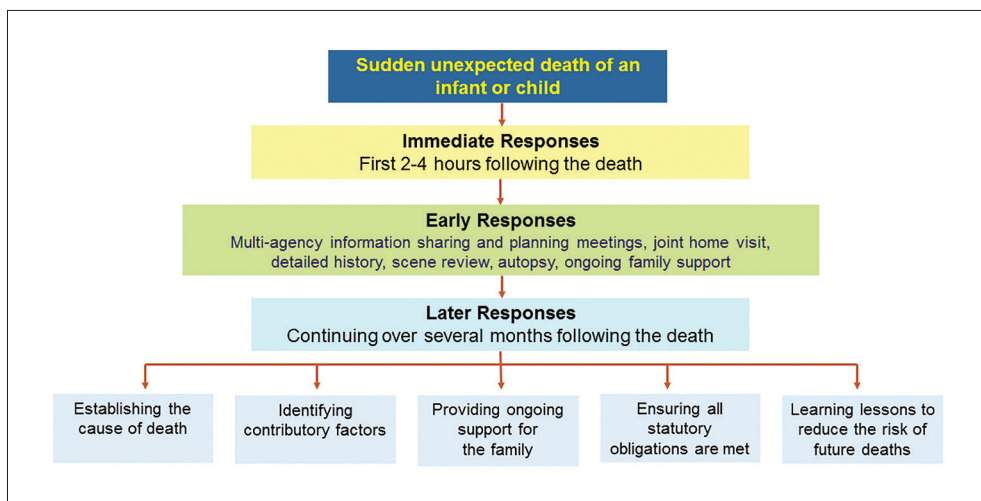 Sudden unexpected death of an
infant or child
Immediate Responses
First 2-4 hours following the death
Early Responses
Multi-agency information sharing and planning meetings, joint home visit,
detailed history, scene review, autopsy, ongoing family support
Later Responses
Continuing over several months following the death
Establishing the
cause of death
Identifying
contributory factors
Providing ongoing
support for
the family
Ensuring all
statutory
obligations are met
Learning lessons to
reduce the risk of
future deaths